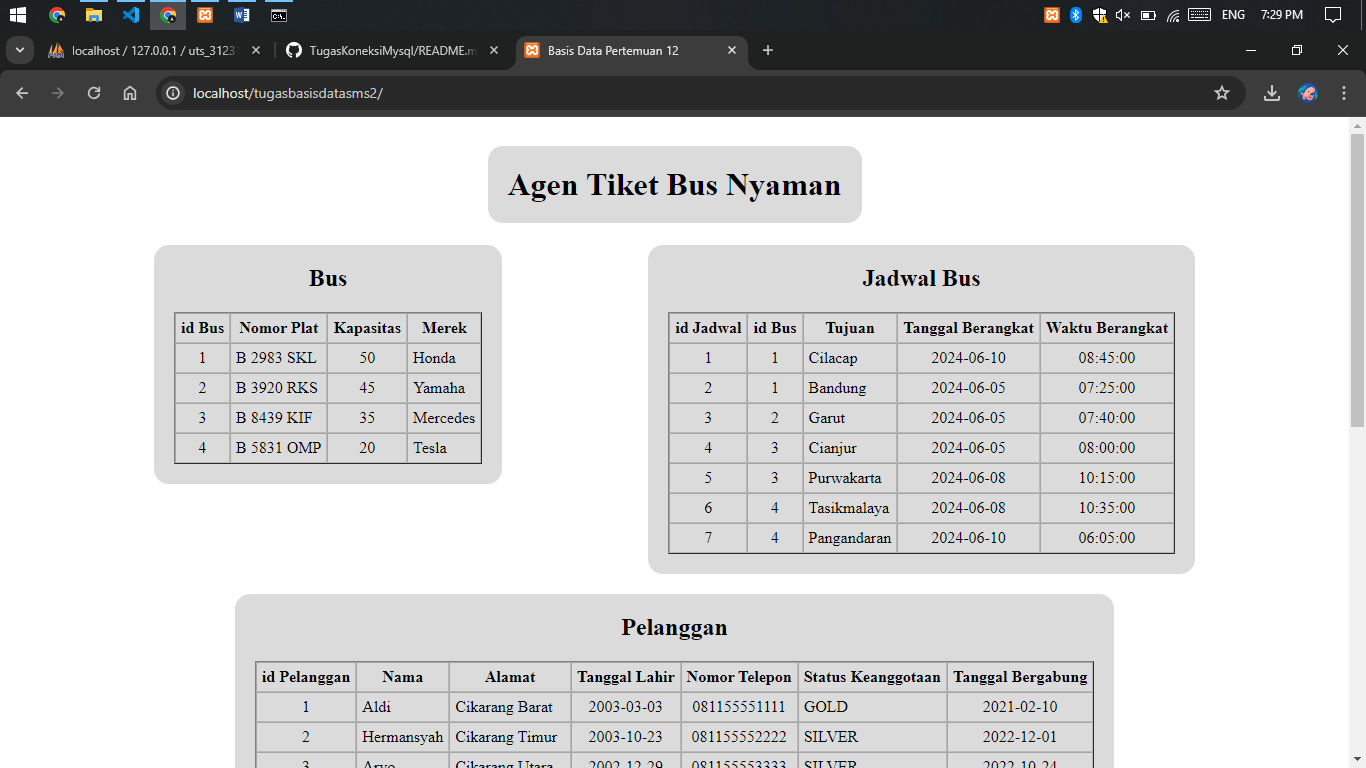 ENG 7:29 PM
localhost / 127.0.0.1 / uts_3123
TugasKoneksiMysql/README.m
Basis Data Pertemuan 12
localhost/tugasbasisdatasms2/
Agen Tiket Bus Nyaman
Bus
id Bus Nomor Plat Kapasitas Merek
1 B 2983 SKL 50 Honda
2 B 3920 RKS 45 Yamaha
3 B 8439 KIF 35 Mercedes
4 B 5831 OMP 20 Tesla
Jadwal Bus
id Jadwal id Bus Tujuan Tanggal Berangkat Waktu Berangkat
1 1 Cilacap 2024-06-10 08:45:00
2 1 Bandung 2024-06-05 07:25:00
3 2 Garut 2024-06-05 07:40:00
4 3 Cianjur 2024-06-05 08:00:00
5 3 Purwakarta 2024-06-08 10:15:00
6 4 Tasikmalaya 2024-06-08 10:35:00
7 4 Pangandaran 2024-06-10 06:05:00
Pelanggan
id Pelanggan Nama Alamat Tanggal Lahir Nomor Telepon Status Keanggotaan Tanggal Bergabung
1 Aldi Cikarang Barat 2003-03-03 081155551111 GOLD 2021-02-10
2 Hermansyah Cikarang Timur 2003-10-23 081155552222 SILVER 2022-12-01
3 Aryo Cikarang Utara 2002-12-29 081155553333 SILVER 2022-10-24